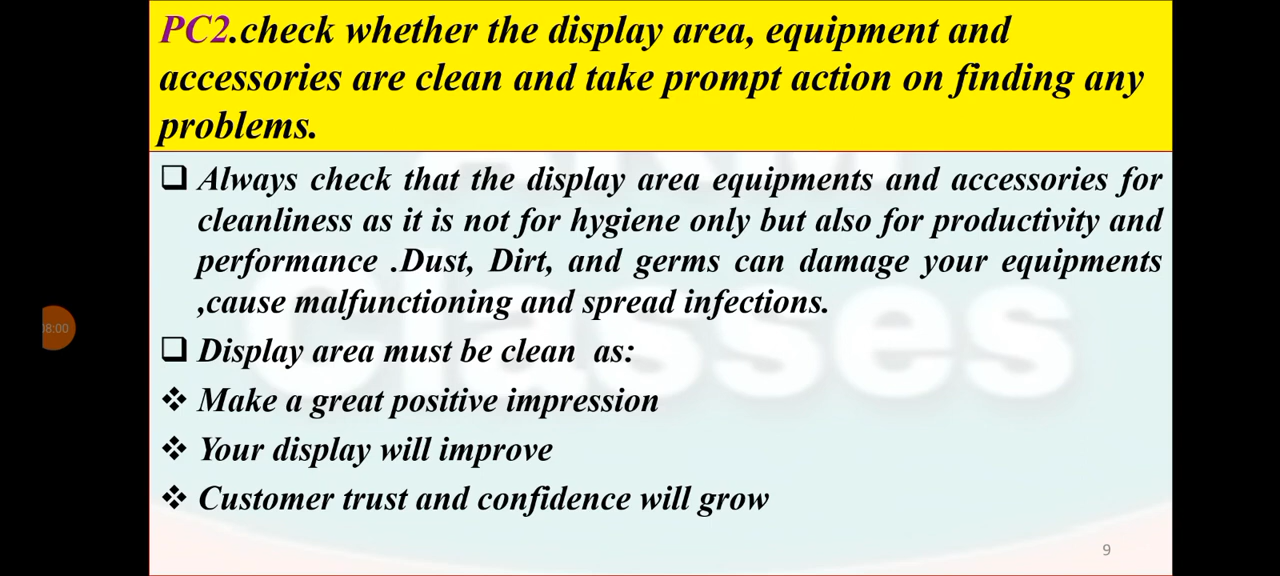 PC2.check whether the display area, equipment and
accessories are clean and take prompt action on finding any
problems.
Always check that the display area equipments and accessories for
cleanliness as it is not for hygiene only but also for productivity and
performance .Dust, Dirt, and germs can damage your equipments
,cause malfunctioning and spread infections.
Display area must be clean as:
Make a great positive impression
Your display will improve
Customer trust and confidence will grow
Classes
08:00
9